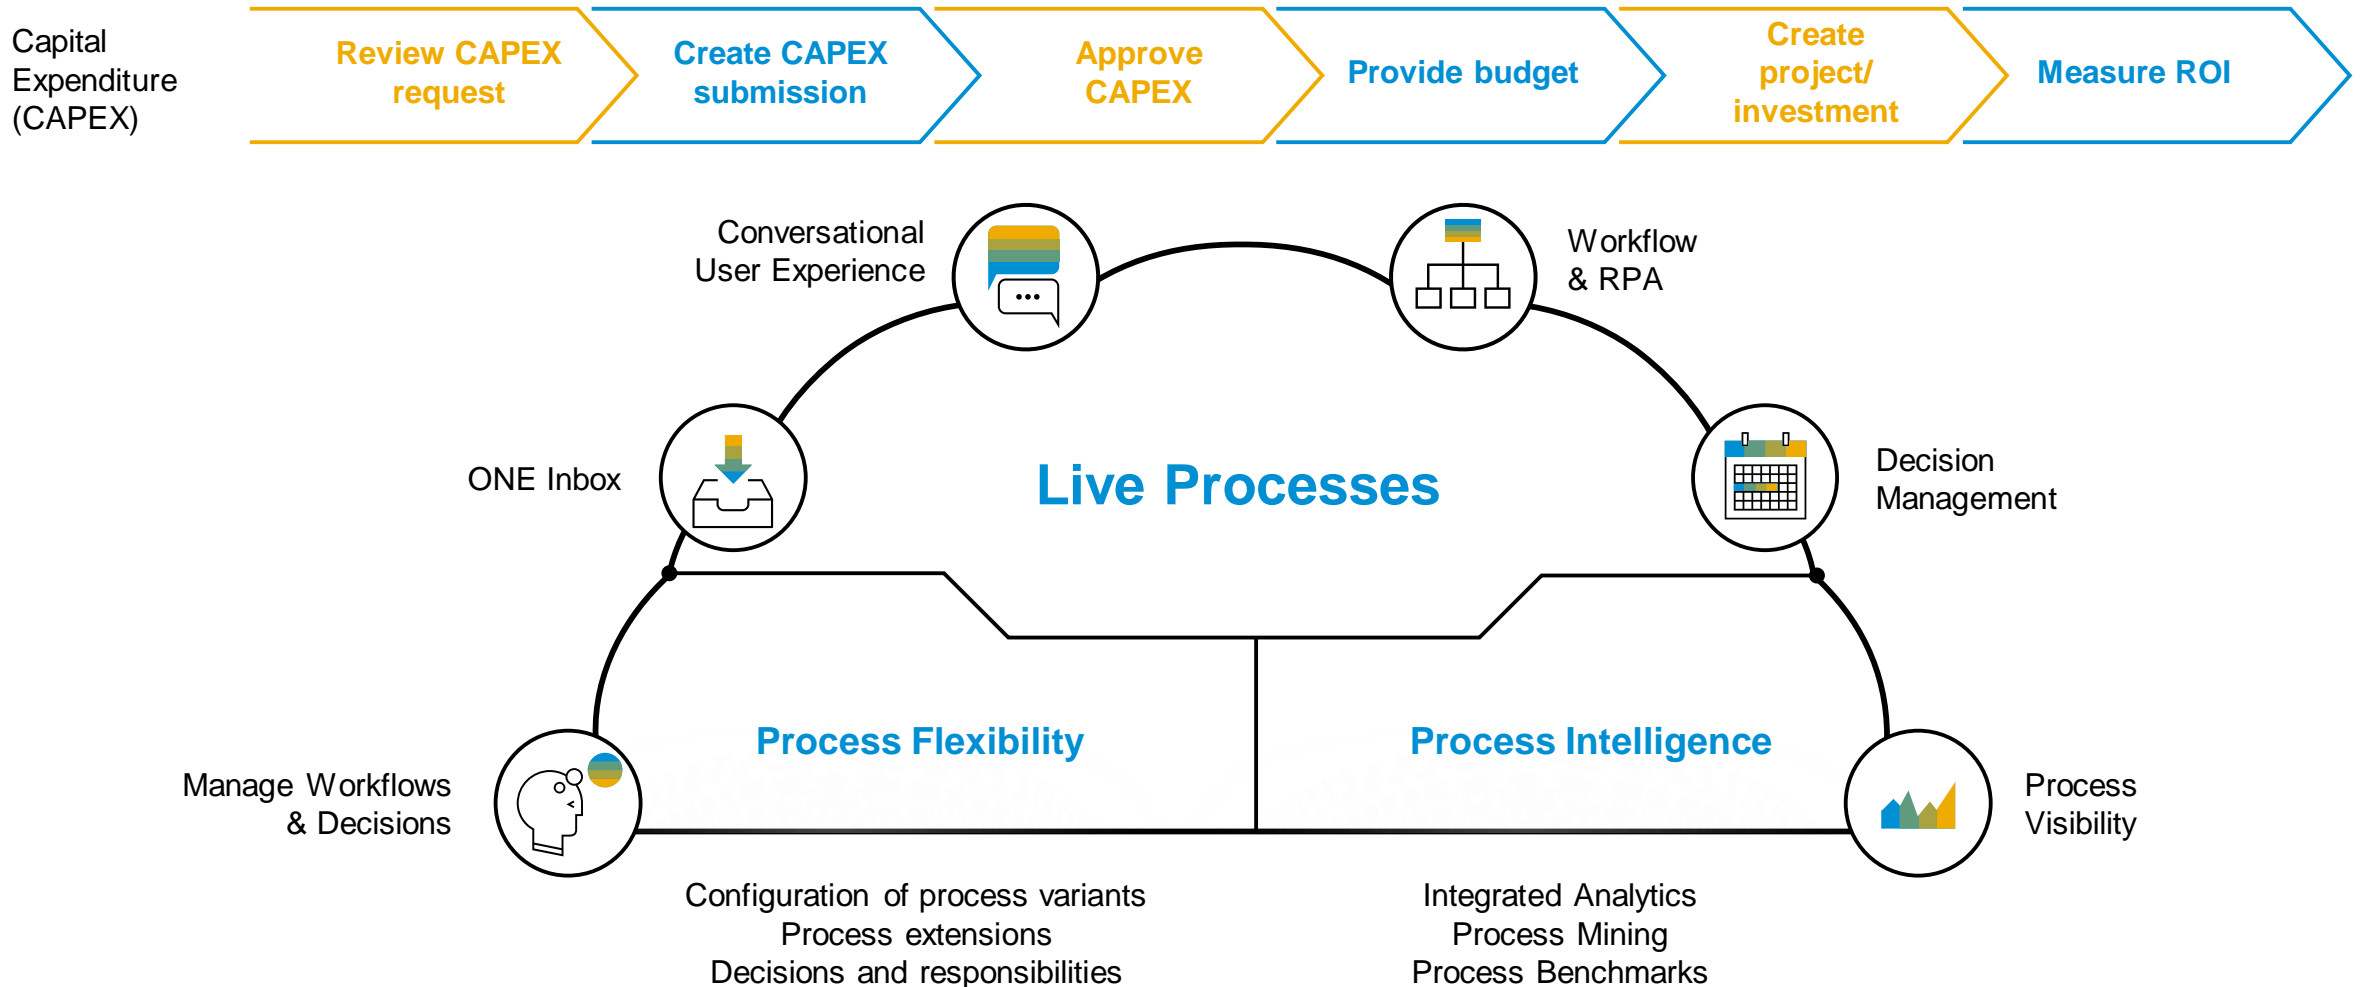 Capital
Expenditure
(CAPEX)
Review CAPEX
request
Create CAPEX
submission
Approve
CAPEX
Provide budget
Create
project/
investment
Measure ROI
Conversational
User Experience
Workflow
& RPA
ONE Inbox
Live Processes
Decision
Management
Process Flexibility
Process Intelligence
Manage Workflows
& Decisions
Process
Visibility
Configuration of process variants
Process extensions
Decisions and responsibilities
Integrated Analytics
Process Mining
Process Benchmarks